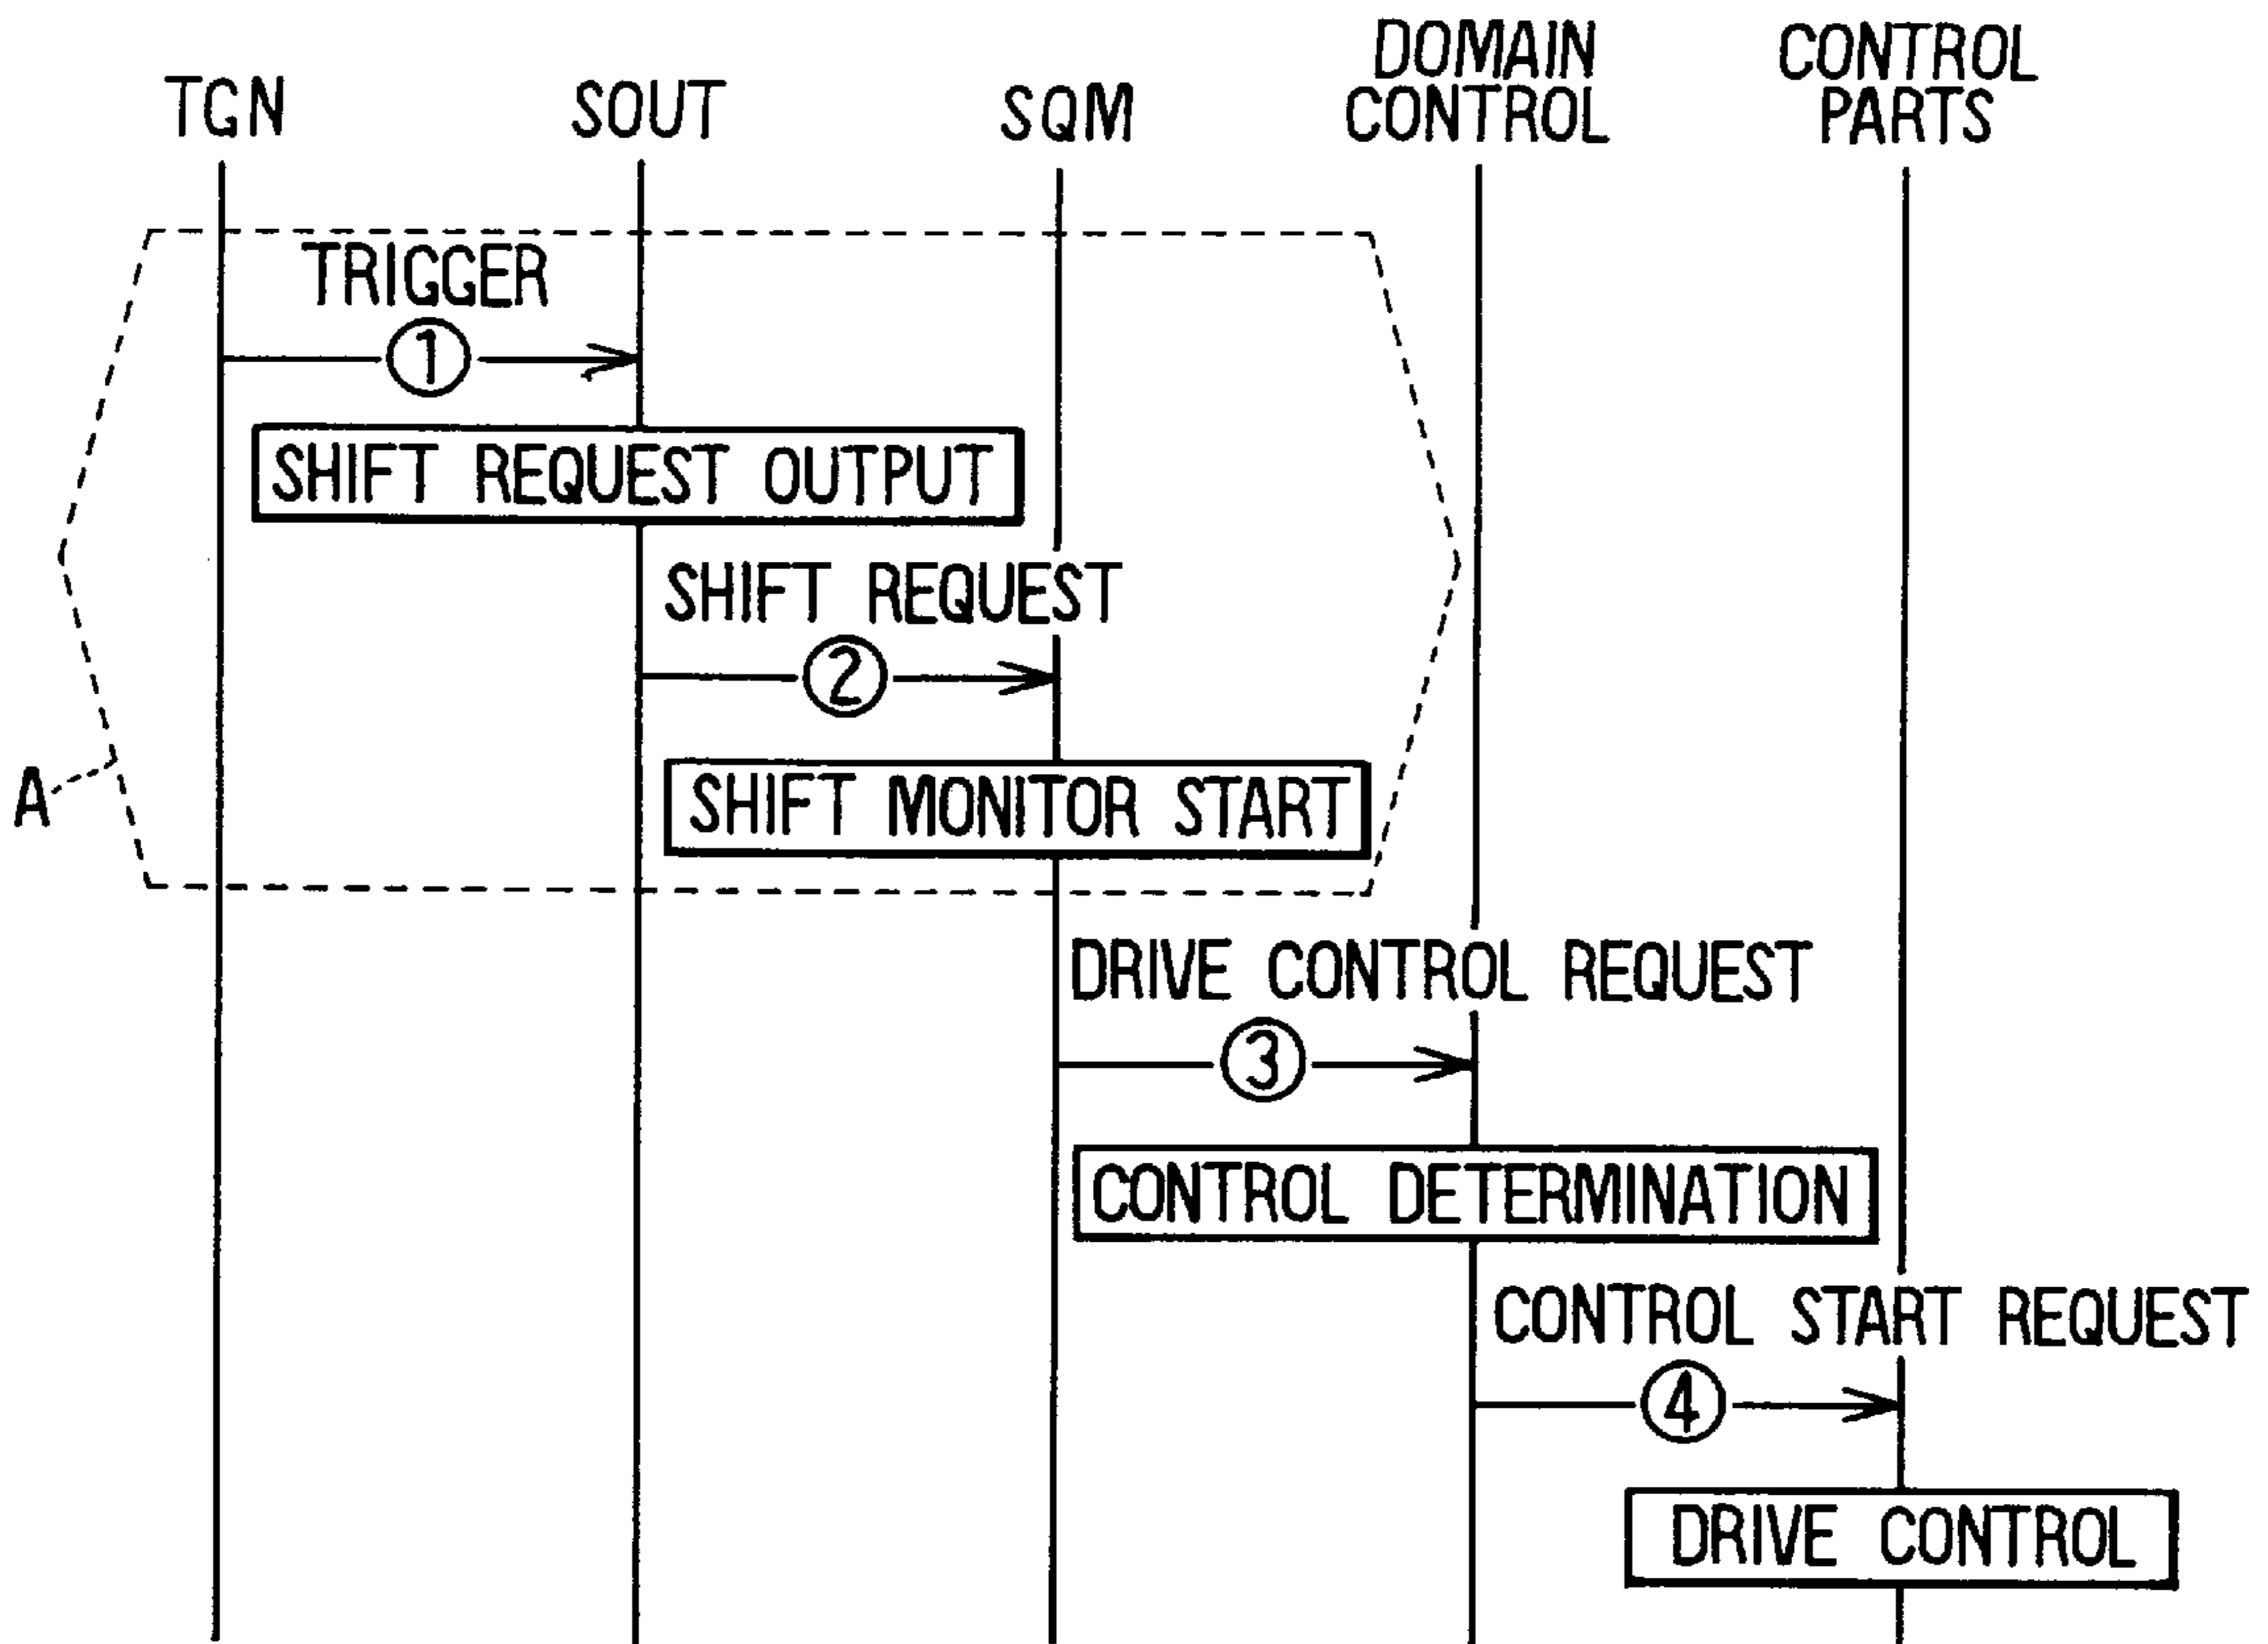 TGN
SOUT
SQM
DOMAIN
CONTROL
CONTROL
PARTS
TRIGGER
1
SHIFT REQUEST OUTPUT
SHIFT REQUEST
2
A
SHIFT MONITOR START
DRIVE CONTROL REQUEST
3
CONTROL DETERMINATION
CONTROL START REQUEST
4
DRIVE CONTROL